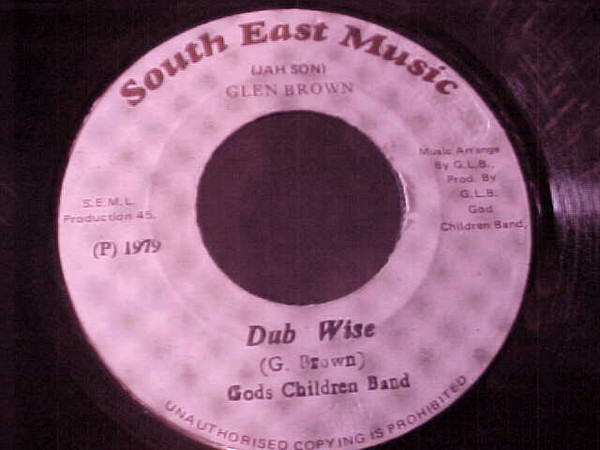 South East Music
(JAH SON)
GLEN BROWN
Music Arrange
By G.L.B.,
Prod. By
G.L.B.
God
Children Band,
S.E.M.L.
Production 45.
(P) 1979
Dub Wise
(G. Brown)
Gods Children Band
UNAUTHORISED COPYING IS PROHIBITED